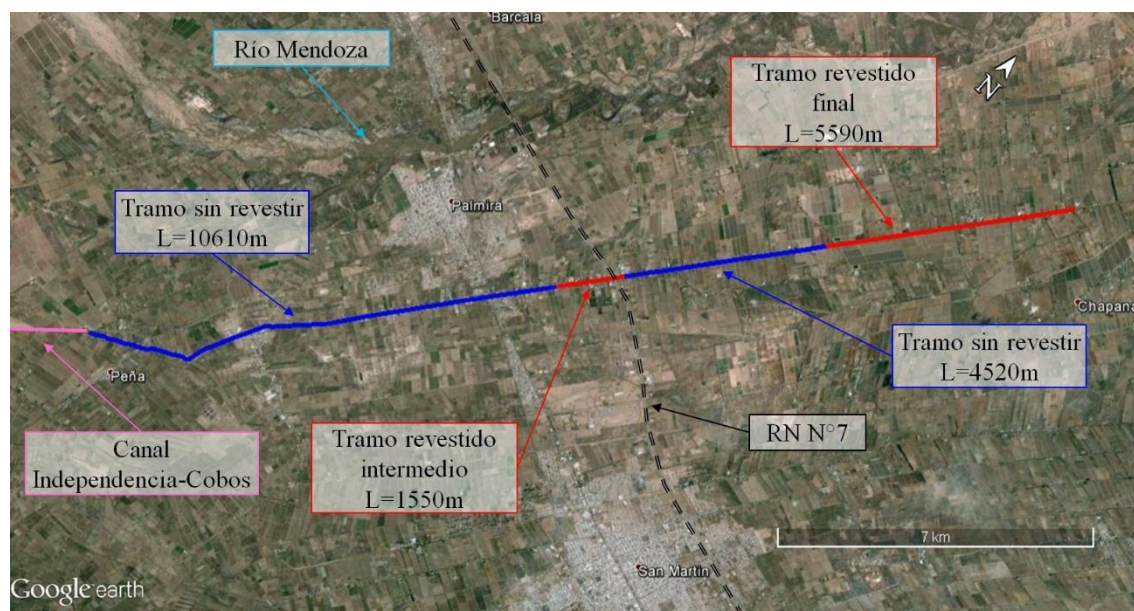 Barcala
Río Mendoza
N
Tramo revestido
final
L=5590m
Tramo sin revestir
L=10610m
Palmira
Chapana
Peña
Tramo sin revestir
L=4520m
Canal
Independencia-Cobos
Tramo revestido
intermedio
L=1550m
RN N°7
7 km
San Martín
Google earth